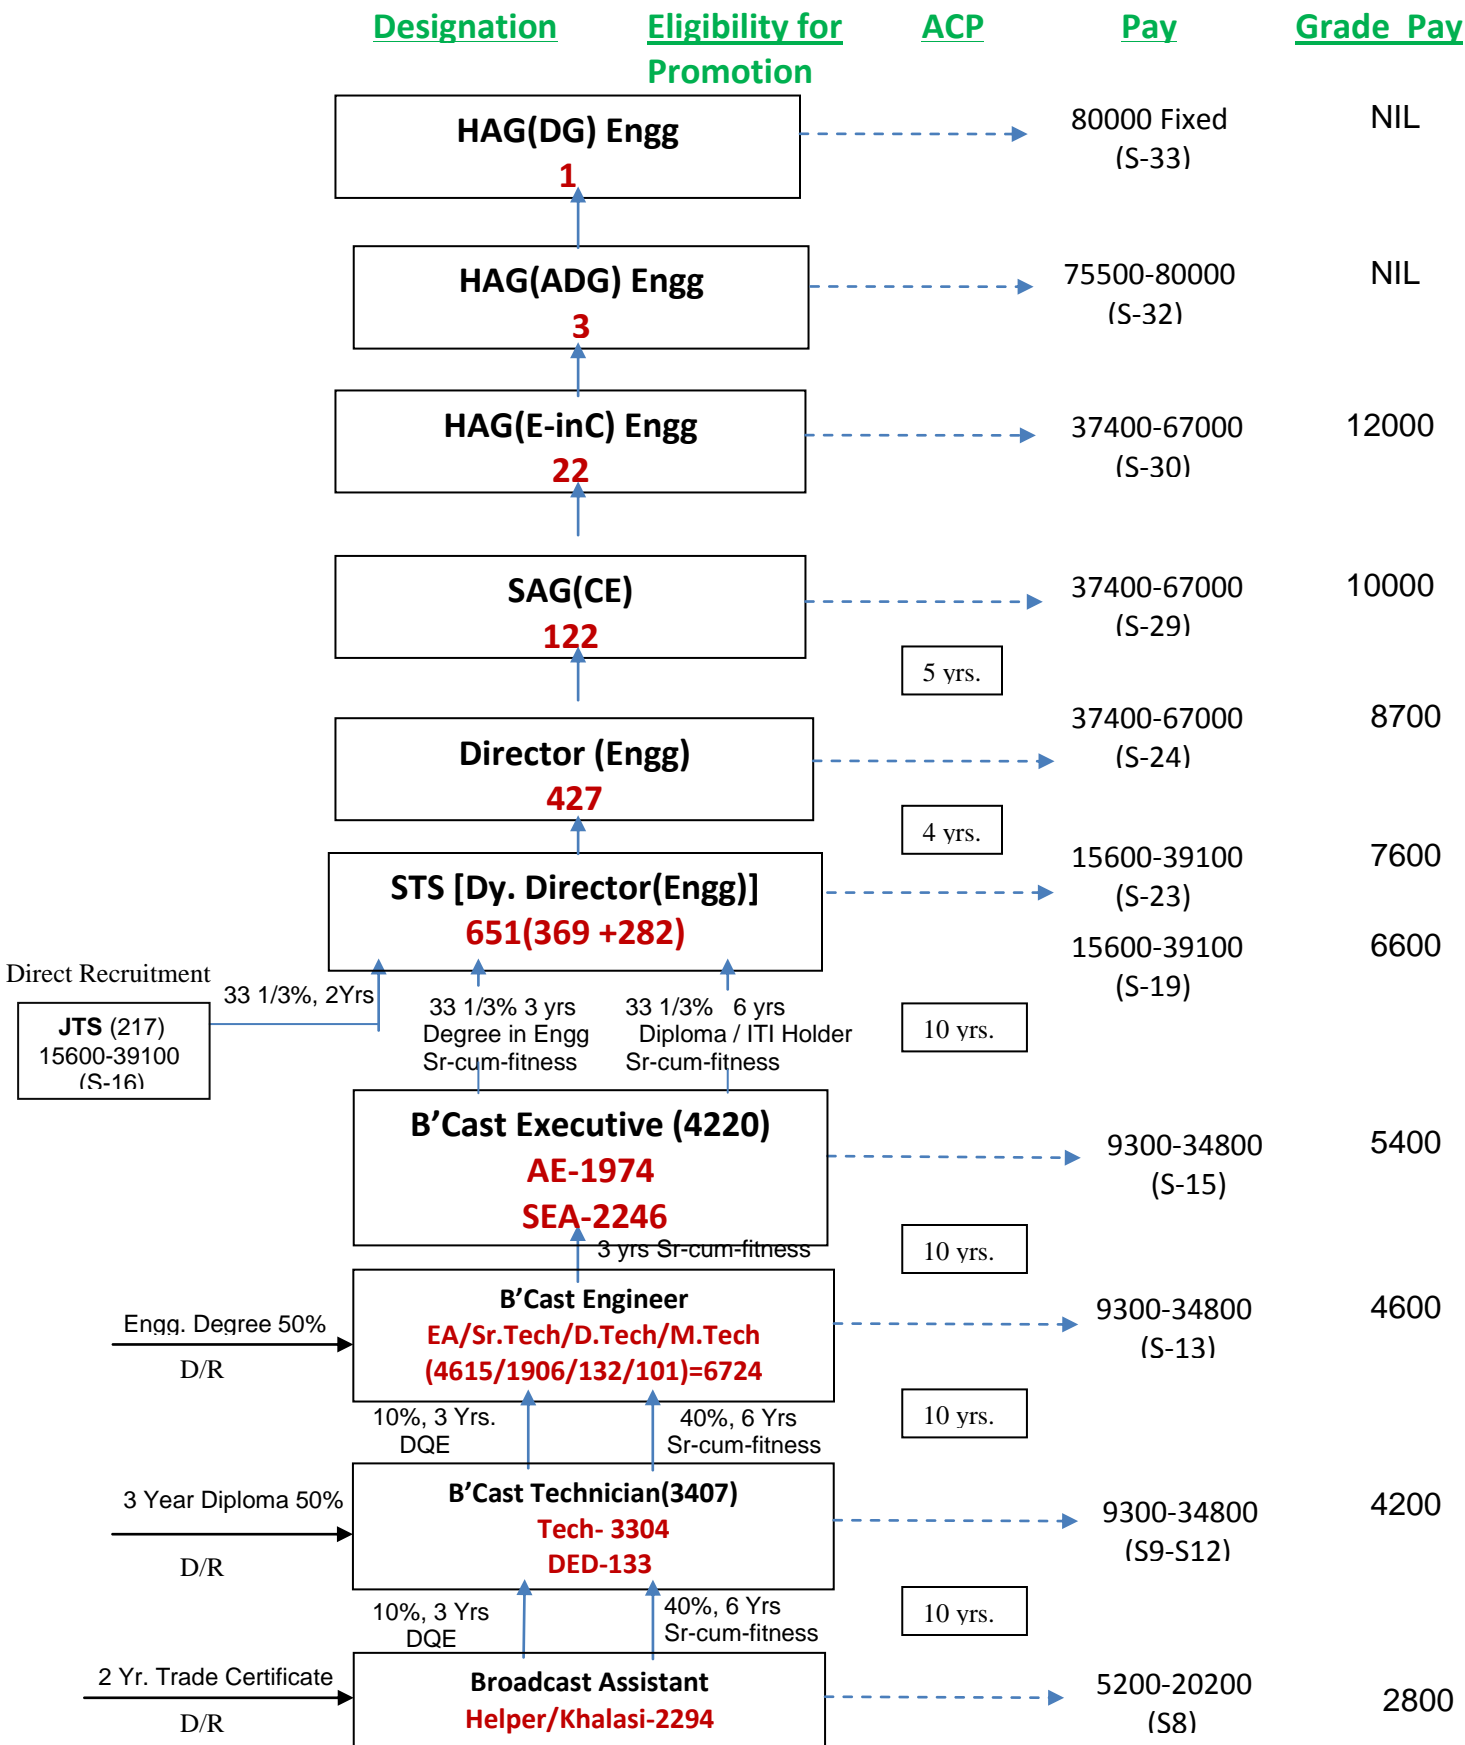 Designation Eligibility for ACP Pay Grade Pay
Promotion
HAG(DG) Engg
1
80000 Fixed
(S-33)
NIL
HAG(ADG) Engg
3
75500-80000
(S-32)
NIL
HAG(E-inC) Engg
22
37400-67000
(S-30)
12000
SAG(CE)
122
37400-67000
(S-29)
10000
5 yrs.
Director (Engg)
427
37400-67000
(S-24)
8700
4 yrs.
STS [Dy. Director(Engg)]
651(369 +282)
15600-39100
(S-23)
7600
15600-39100
(S-19)
6600
Direct Recruitment
JTS (217)
15600-39100
(S-16)
33 1/3%, 2Yrs
33 1/3% 3 yrs
Degree in Engg
Sr-cum-fitness
33 1/3% 6 yrs
Diploma / ITI Holder
Sr-cum-fitness
10 yrs.
B’Cast Executive (4220)
AE-1974
SEA-2246
9300-34800
(S-15)
5400
3 yrs Sr-cum-fitness
10 yrs.
Engg. Degree 50%
D/R
B’Cast Engineer
EA/Sr.Tech/D.Tech/M.Tech
(4615/1906/132/101)=6724
9300-34800
(S-13)
4600
10%, 3 Yrs.
DQE
40%, 6 Yrs
Sr-cum-fitness
10 yrs.
3 Year Diploma 50%
D/R
B’Cast Technician(3407)
Tech- 3304
DED-133
9300-34800
(S9-S12)
4200
10%, 3 Yrs
DQE
40%, 6 Yrs
Sr-cum-fitness
10 yrs.
2 Yr. Trade Certificate
D/R
Broadcast Assistant
Helper/Khalasi-2294
5200-20200
(S8)
2800